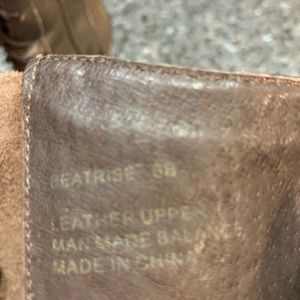 BEATRISE 6B
LEATHER UPPER
MAN MADE BALANCE
MADE IN CHINA